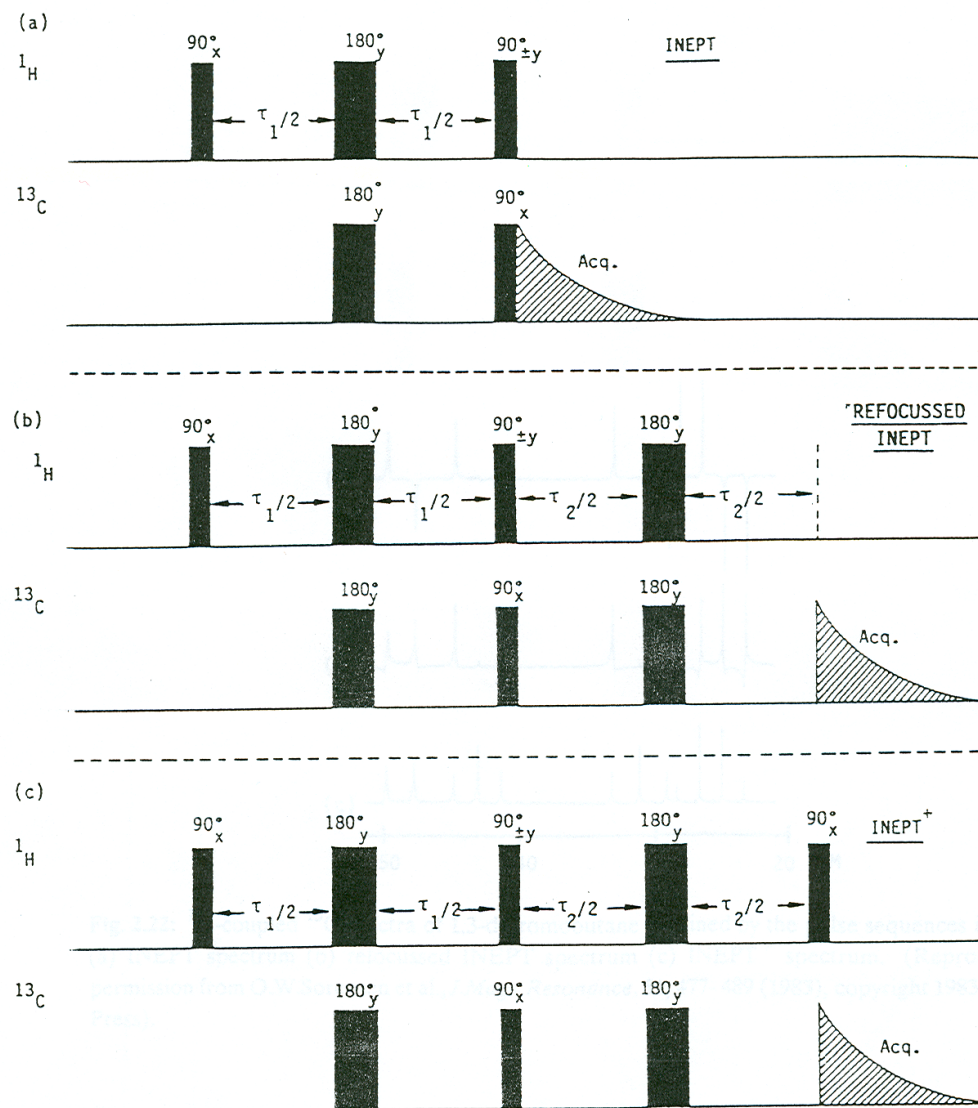 (a)
INEPT
¹H
90°x
180°y
90°±y
τ₁/2
τ₁/2
¹³C
180°y
90°x
Acq.
(b)
REFOCUSSED
INEPT
¹H
90°x
180°y
90°±y
180°y
τ₁/2
τ₁/2
τ₂/2
τ₂/2
¹³C
180°y
90°x
180°y
Acq.
(c)
INEPT⁺
¹H
90°x
180°y
90°±y
180°y
90°x
τ₁/2
τ₁/2
τ₂/2
τ₂/2
¹³C
180°y
90°x
180°y
Acq.